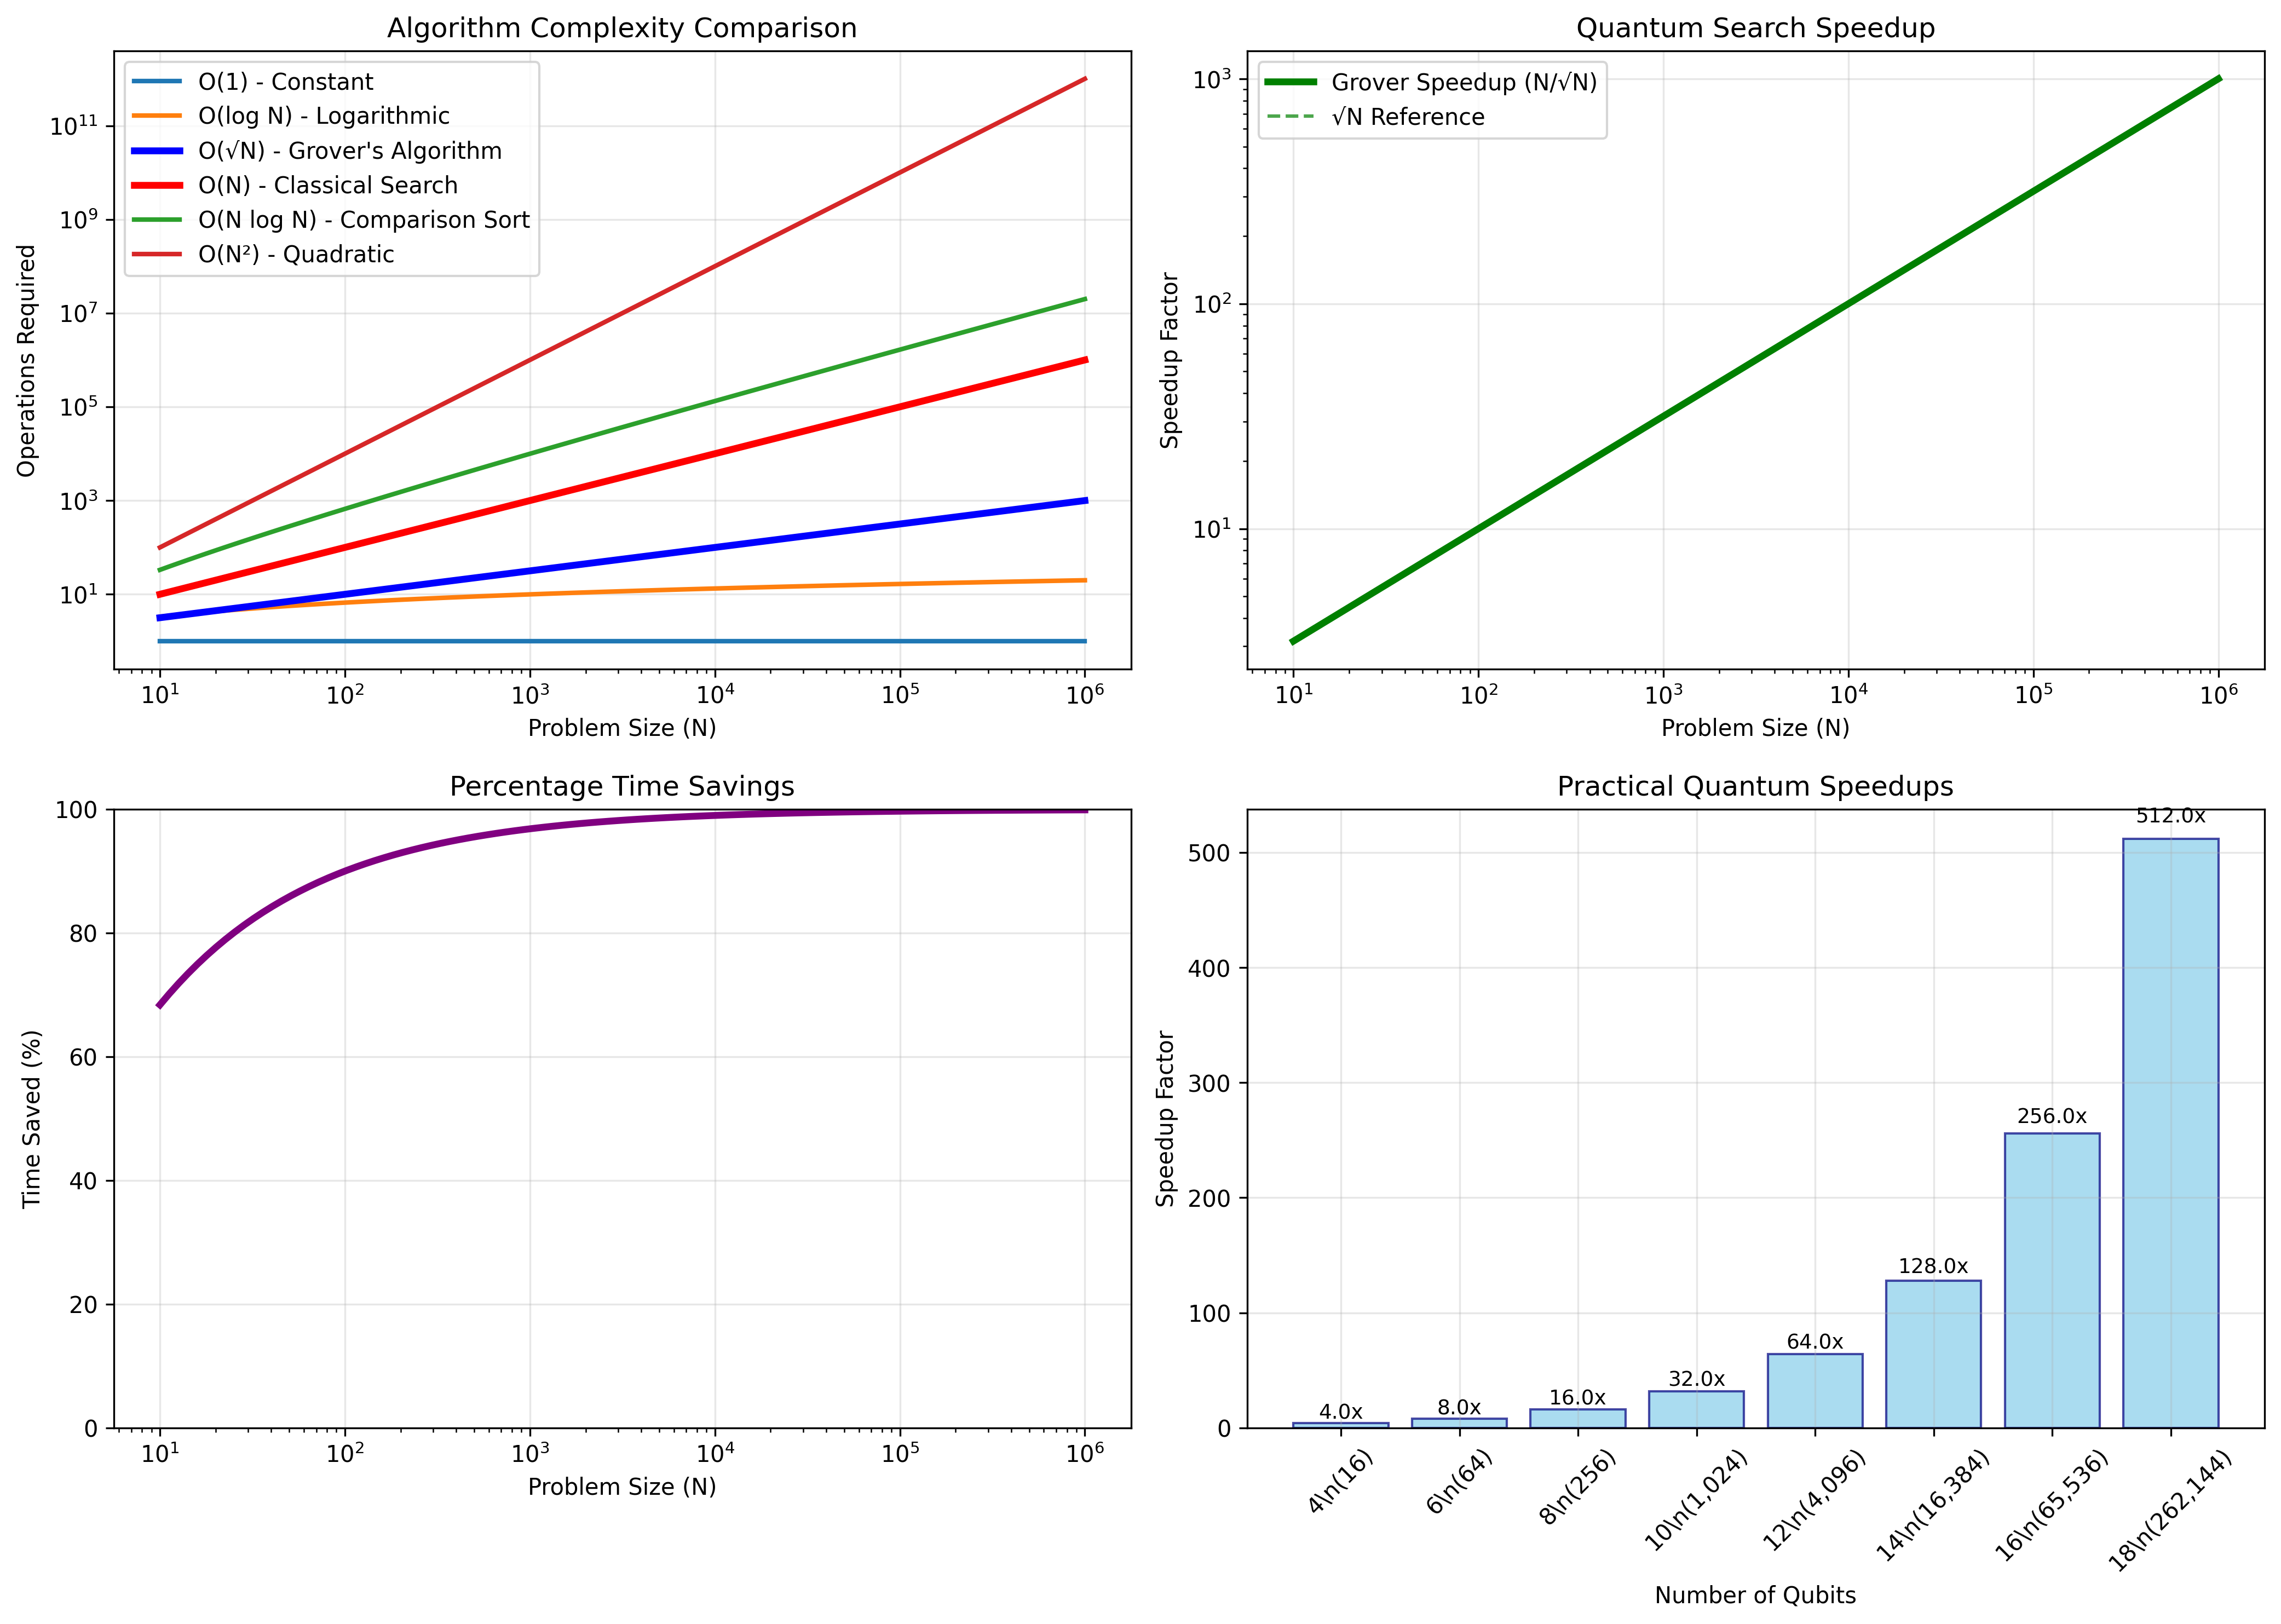 Algorithm Complexity Comparison
O(1) - Constant
O(log N) - Logarithmic
O(√N) - Grover's Algorithm
O(N) - Classical Search
O(N log N) - Comparison Sort
O(N²) - Quadratic
Operations Required
10¹¹
10⁹
10⁷
10⁵
10³
10¹
10¹ 10² 10³ 10⁴ 10⁵ 10⁶
Problem Size (N)
Quantum Search Speedup
Grover Speedup (N/√N)
√N Reference
Speedup Factor
10³
10²
10¹
10¹ 10² 10³ 10⁴ 10⁵ 10⁶
Problem Size (N)
Percentage Time Savings
Time Saved (%)
100
80
60
40
20
0
10¹ 10² 10³ 10⁴ 10⁵ 10⁶
Problem Size (N)
Practical Quantum Speedups
Speedup Factor
500
400
300
200
100
0
4.0x
8.0x
16.0x
32.0x
64.0x
128.0x
256.0x
512.0x
4\n(16)
6\n(64)
8\n(256)
10\n(1,024)
12\n(4,096)
14\n(16,384)
16\n(65,536)
18\n(262,144)
Number of Qubits